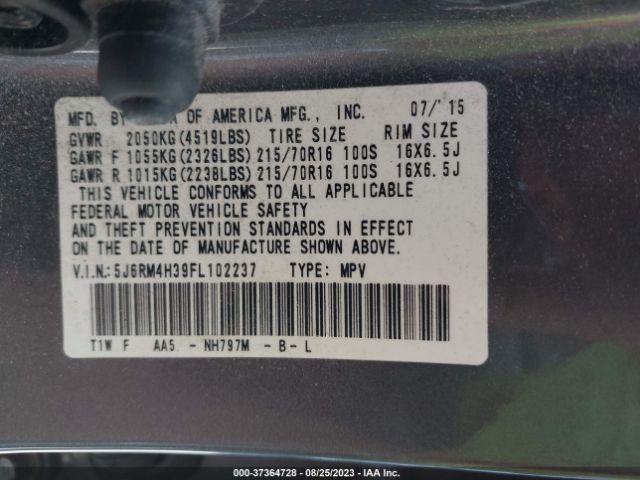 MFD. BY OF AMERICA MFG., INC. 07/'15
GVWR 2050KG(4519LBS) TIRE SIZE RIM SIZE
GAWR F 1055KG(2326LBS) 215/70R16 100S 16X6.5J
GAWR R 1015KG(2238LBS) 215/70R16 100S 16X6.5J
THIS VEHICLE CONFORMS TO ALL APPLICABLE
FEDERAL MOTOR VEHICLE SAFETY
AND THEFT PREVENTION STANDARDS IN EFFECT
ON THE DATE OF MANUFACTURE SHOWN ABOVE.
V.I.N.:5J6RM4H39FL102237 TYPE: MPV
T1W F AA5 - NH797M - B - L
000-37364728 - 08/25/2023 - IAA Inc.